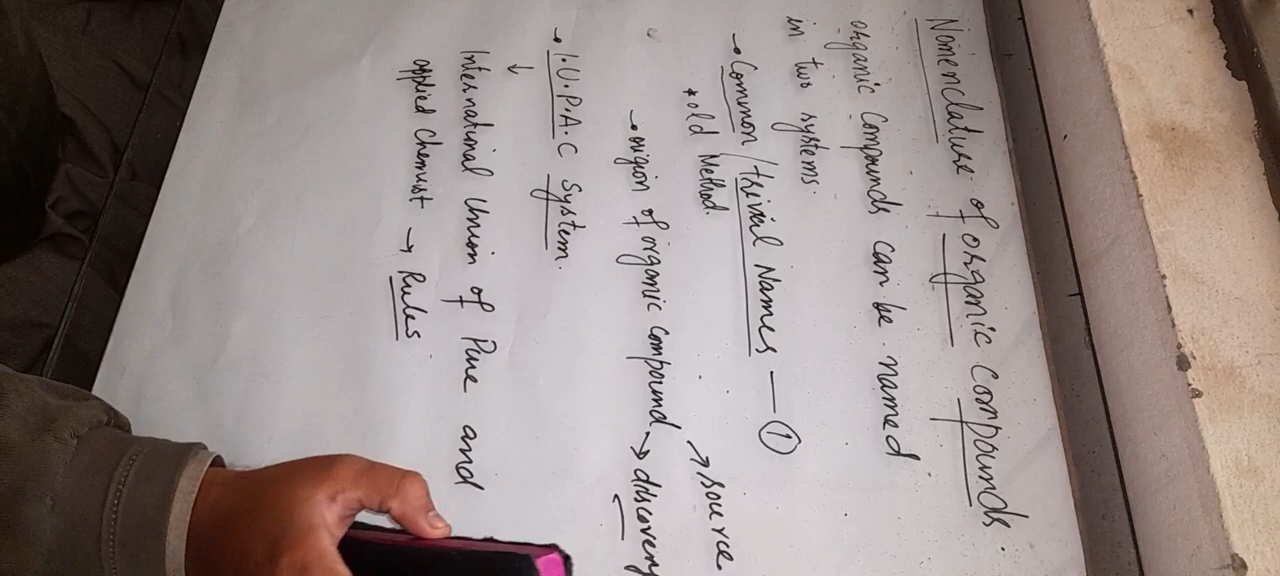 Nomenclature of organic compounds
organic compounds can be named
in two systems.
→ Common/trivial Names — ①
* old Method.
→ source
→ origion of organic compound → discovery
→ I.U.P.A.C System.
↓
International Union of Pure and
applied chemist → Rules